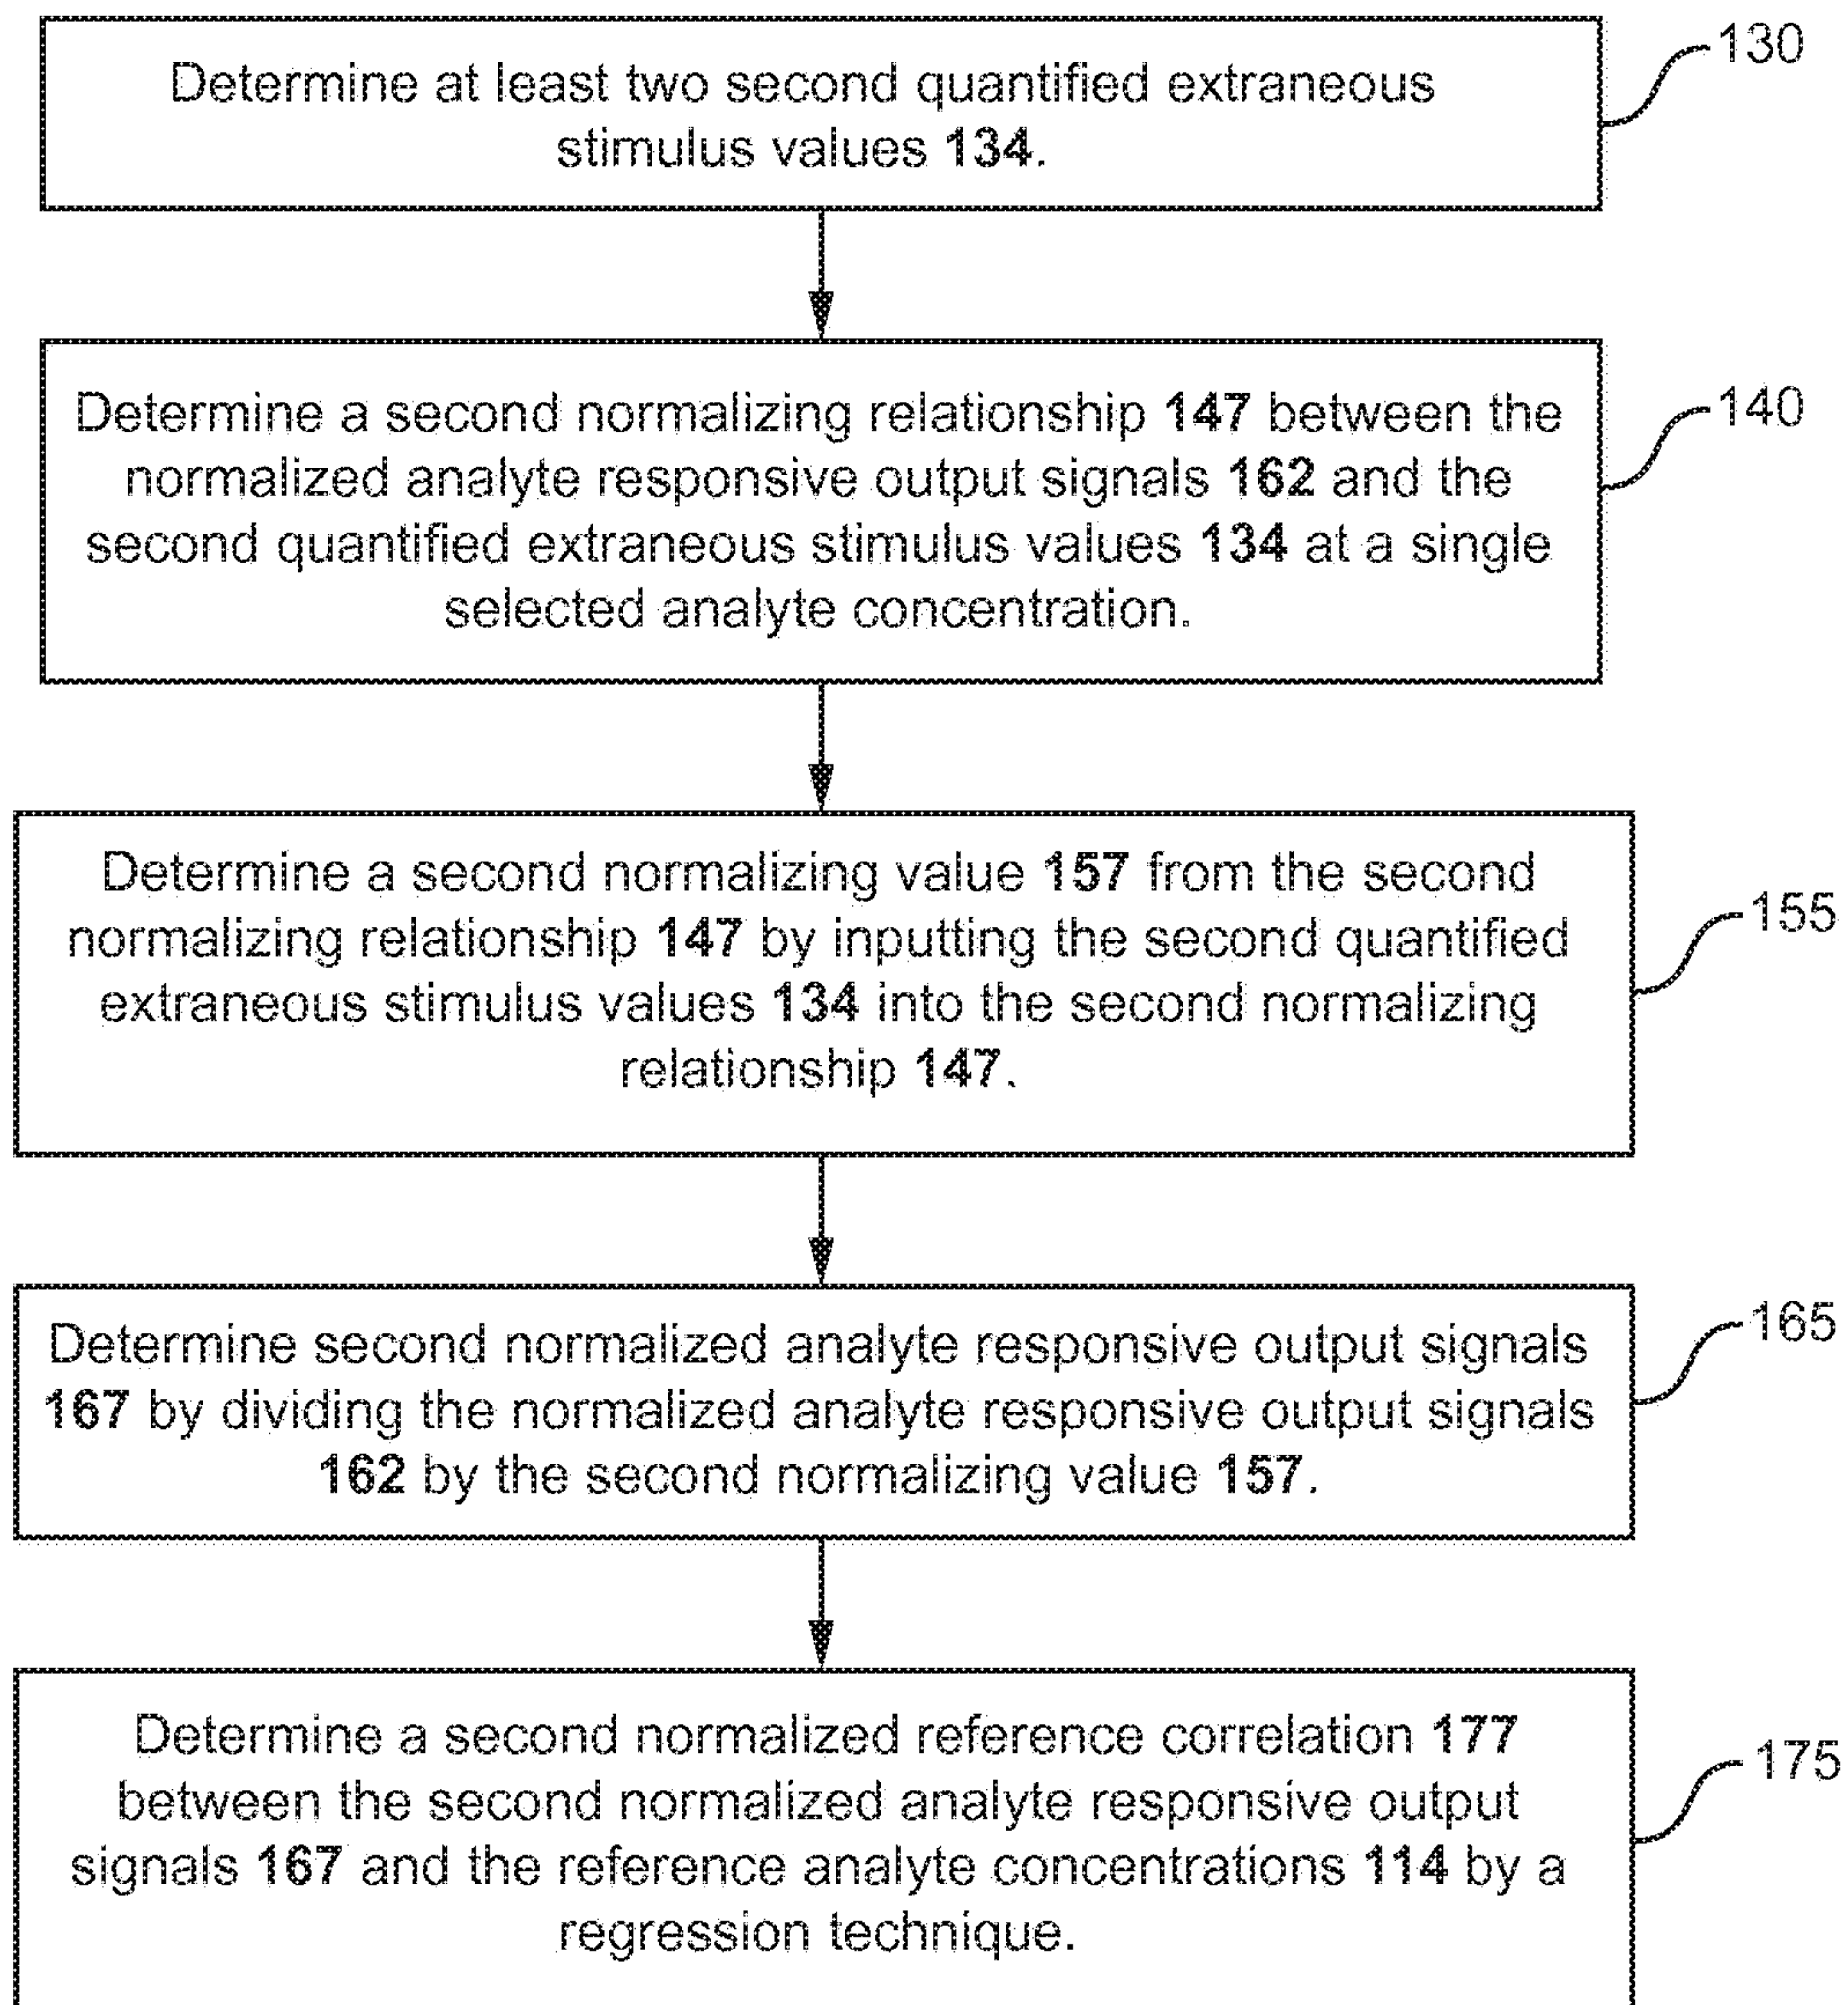 Determine at least two second quantified extraneous
stimulus values 134.
130
Determine a second normalizing relationship 147 between the
normalized analyte responsive output signals 162 and the
second quantified extraneous stimulus values 134 at a single
selected analyte concentration.
140
Determine a second normalizing value 157 from the second
normalizing relationship 147 by inputting the second quantified
extraneous stimulus values 134 into the second normalizing
relationship 147.
155
Determine second normalized analyte responsive output signals
167 by dividing the normalized analyte responsive output signals
162 by the second normalizing value 157.
165
Determine a second normalized reference correlation 177
between the second normalized analyte responsive output
signals 167 and the reference analyte concentrations 114 by a
regression technique.
175